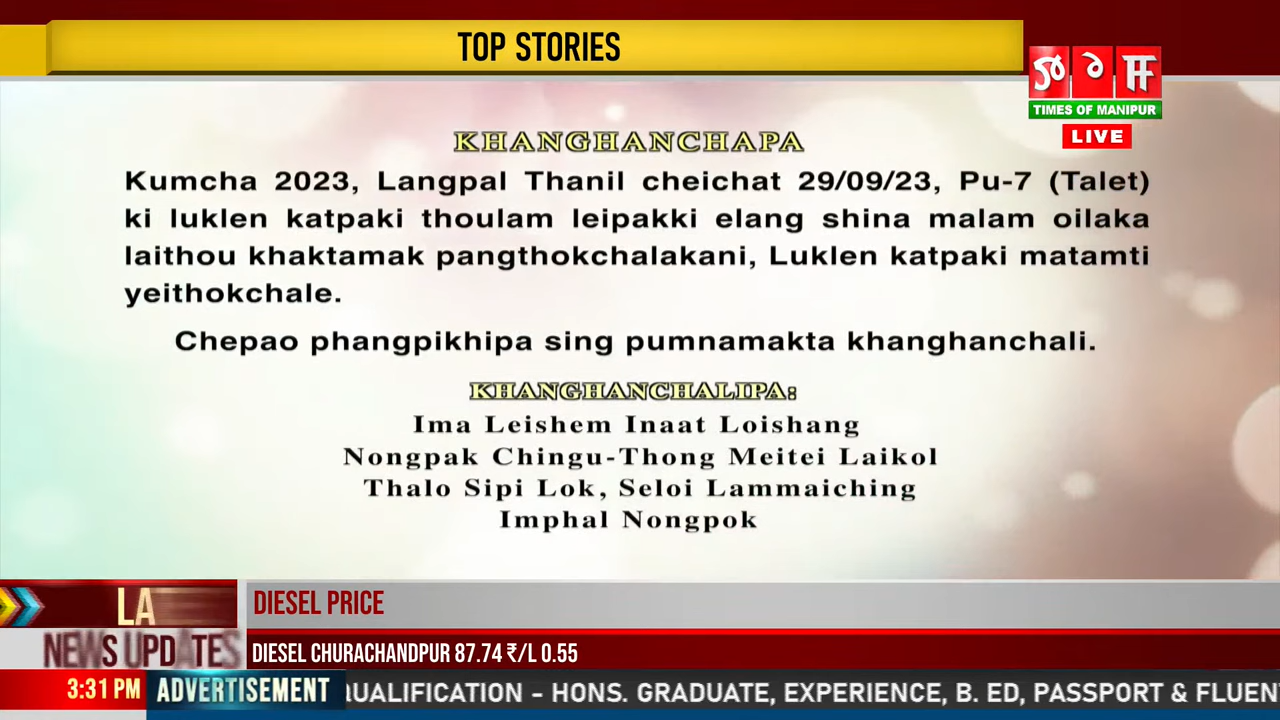 TOP STORIES
TIMES OF MANIPUR
LIVE
KHANGHANCHAPA
Kumcha 2023, Langpal Thanil cheichat 29/09/23, Pu-7 (Talet)
ki luklen katpaki thoulam leipakki elang shina malam oilaka
laithou khaktamak pangthokchalakani, Luklen katpaki matamti
yeithokchale.
Chepao phangpikhipa sing pumnamakta khanghanchali.
KHANGHANCHALIPA:
Ima Leishem Inaat Loishang
Nongpak Chingu-Thong Meitei Laikol
Thalo Sipi Lok, Seloi Lammaiching
Imphal Nongpok
LA
NEWS UPDATES
DIESEL PRICE
DIESEL CHURACHANDPUR 87.74 ₹/L 0.55
3:31 PM ADVERTISEMENT QUALIFICATION – HONS. GRADUATE, EXPERIENCE, B. ED, PASSPORT & FLUEN